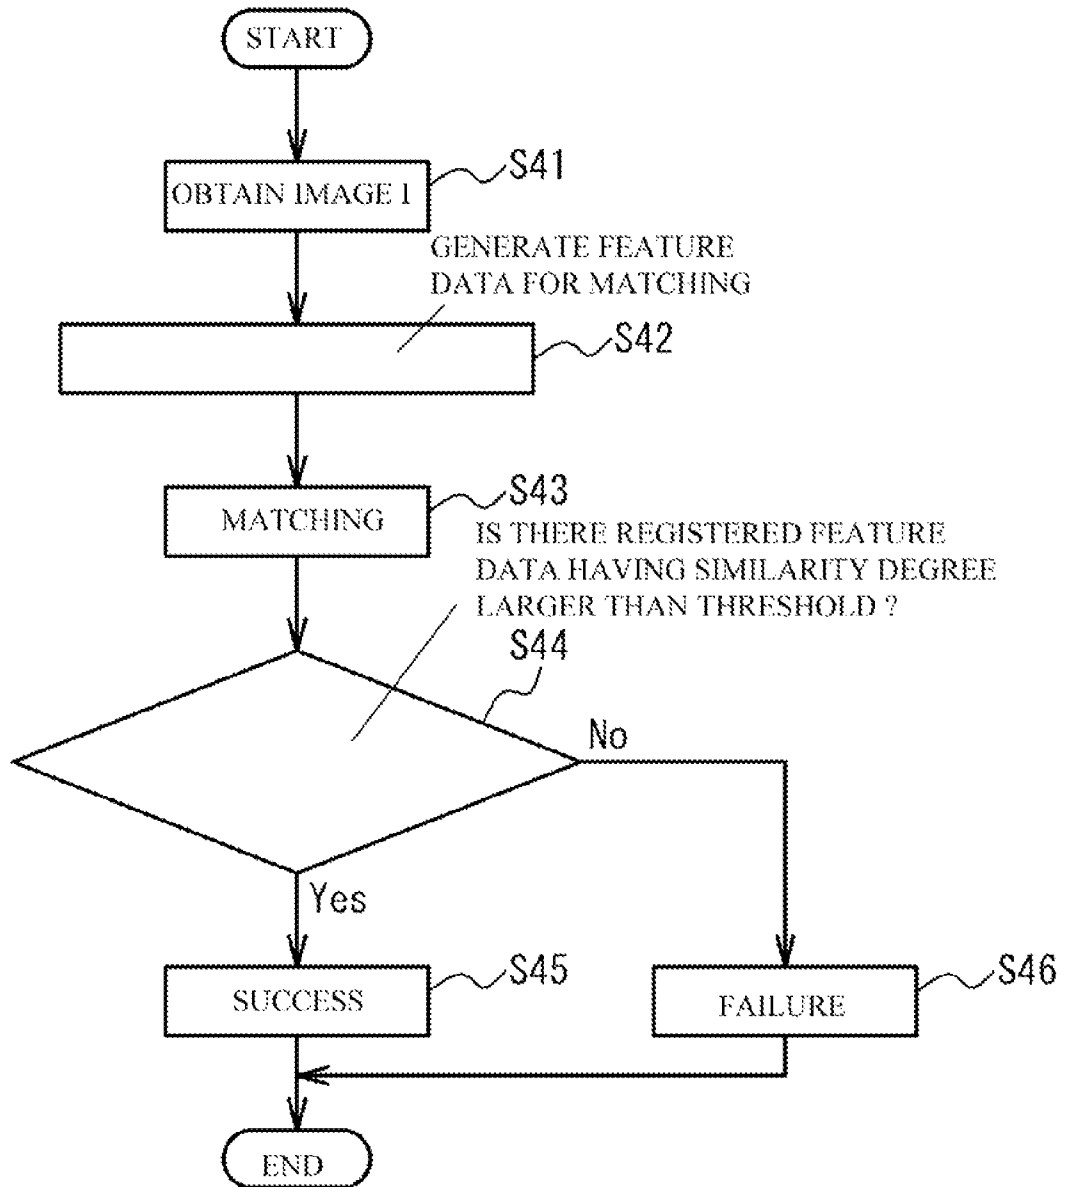 START
OBTAIN IMAGE I
S41
GENERATE FEATURE
DATA FOR MATCHING
S42
MATCHING
S43
IS THERE REGISTERED FEATURE
DATA HAVING SIMILARITY DEGREE
LARGER THAN THRESHOLD ?
S44
No
Yes
SUCCESS
S45
FAILURE
S46
END